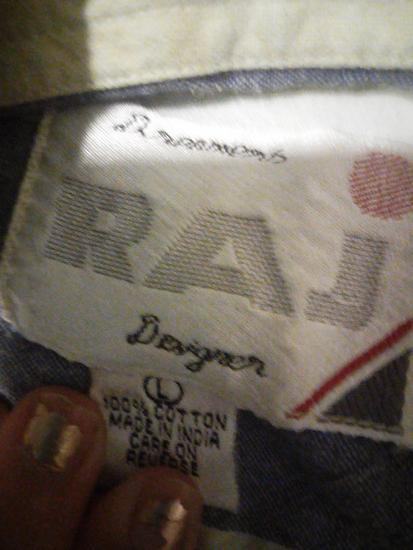 RAJ
Designer
L
100% COTTON
MADE IN INDIA
CARE ON
REVERSE